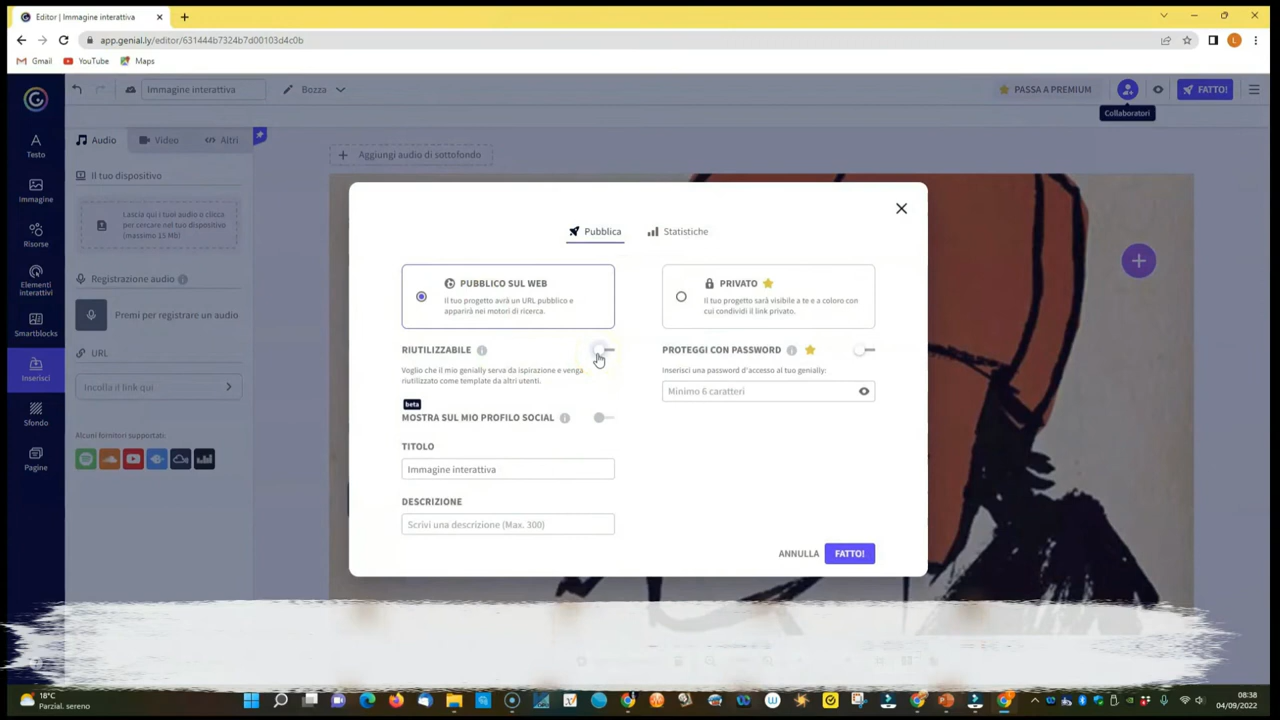 Editor | Immagine interattiva
app.genial.ly/editor/631444b7324b7d00103d4c0b
Gmail
YouTube
Maps
L
Immagine interattiva
Bozza
PASSA A PREMIUM
FATTO!
Collaboratori
Testo
Immagine
Risorse
Elementi
interattivi
Smartblocks
Inserisci
Sfondo
Pagine
Audio
Video
Altri
Il tuo dispositivo
Lascia qui i tuoi audio o clicca
per cercare nel tuo dispositivo
(massimo 15 Mb)
Registrazione audio
Premi per registrare un audio
URL
Incolla il link qui
Alcuni fornitori supportati:
Aggiungi audio di sottofondo
Pubblica
Statistiche
PUBBLICO SUL WEB
Il tuo progetto avrà un URL pubblico e
apparirà nei motori di ricerca.
PRIVATO
Il tuo progetto sarà visibile a te e a coloro con
cui condividi il link privato.
RIUTILIZZABILE
Voglio che il mio genially serva da ispirazione e venga
riutilizzato come template da altri utenti.
PROTEGGI CON PASSWORD
Inserisci una password d'accesso al tuo genially:
Minimo 6 caratteri
beta
MOSTRA SUL MIO PROFILO SOCIAL
TITOLO
Immagine interattiva
DESCRIZIONE
Scrivi una descrizione (Max. 300)
ANNULLA
FATTO!
18°C
Parzial. sereno
08:38
04/09/2022